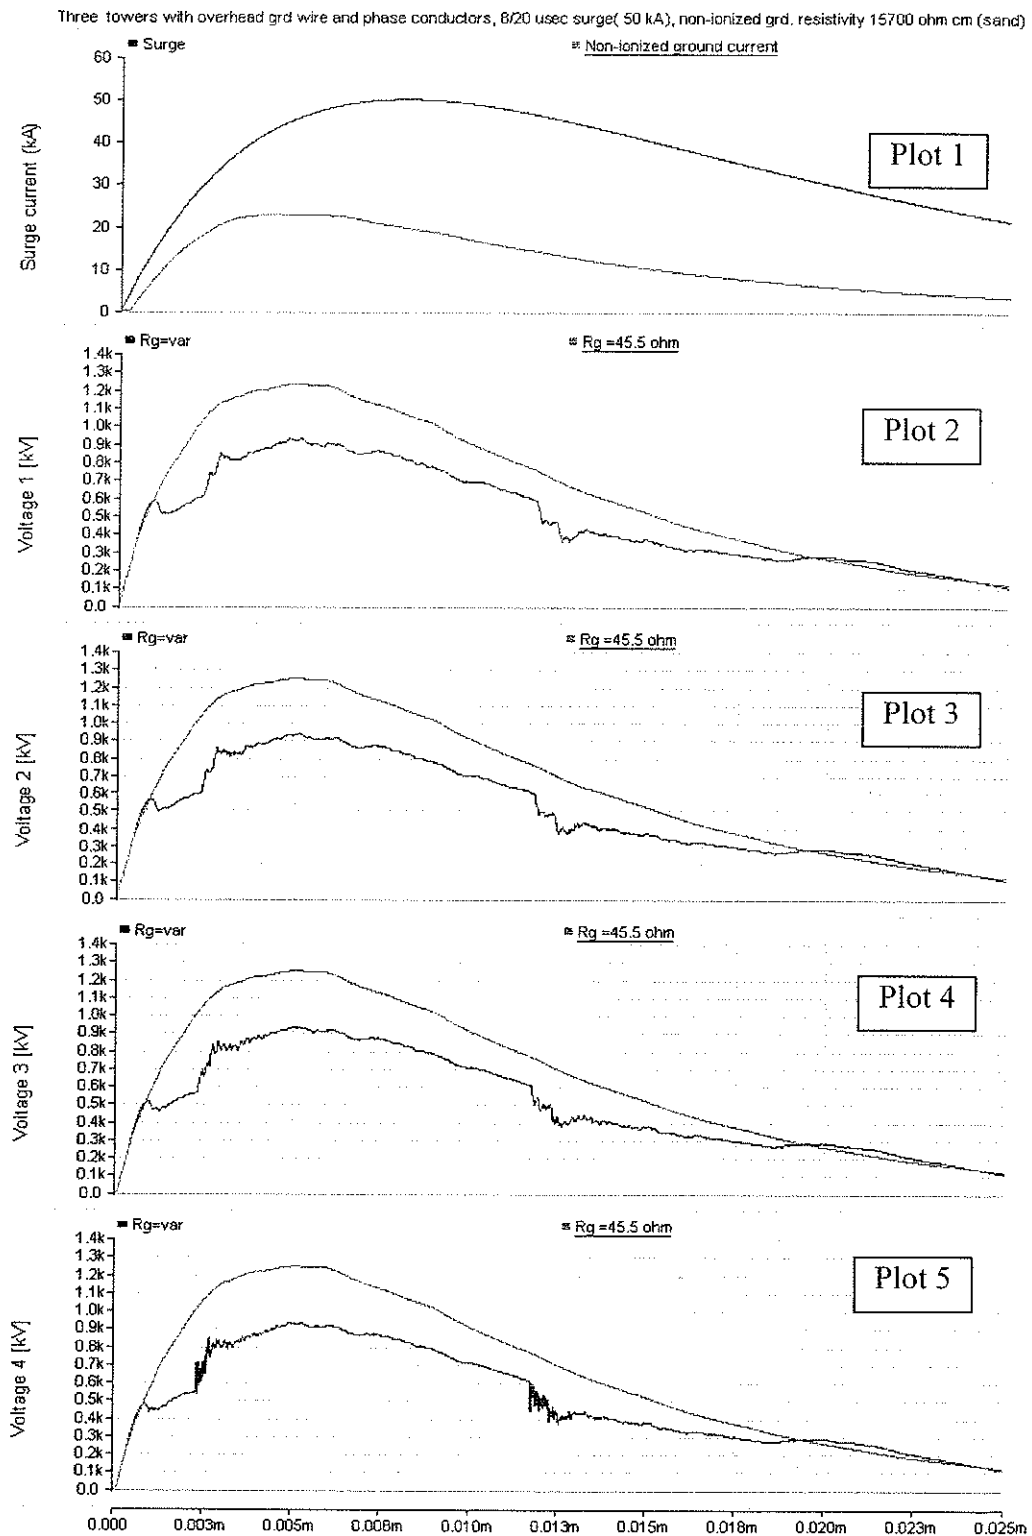 Three towers with overhead grd wire and phase conductors, 8/20 usec surge( 50 kA), non-ionized grd. resistivity 15700 ohm cm (sand)
Surge
Non-ionized ground current
Surge current (kA)
60
50
40
30
20
10
0
Plot 1
Rg=var
Rg =45.5 ohm
Voltage 1 [kV]
1.4k
1.3k
1.2k
1.1k
1.0k
0.9k
0.8k
0.7k
0.6k
0.5k
0.4k
0.3k
0.2k
0.1k
0.0
Plot 2
Rg=var
Rg =45.5 ohm
Voltage 2 [kV]
1.4k
1.3k
1.2k
1.1k
1.0k
0.9k
0.8k
0.7k
0.6k
0.5k
0.4k
0.3k
0.2k
0.1k
0.0
Plot 3
Rg=var
Rg =45.5 ohm
Voltage 3 [kV]
1.4k
1.3k
1.2k
1.1k
1.0k
0.9k
0.8k
0.7k
0.6k
0.5k
0.4k
0.3k
0.2k
0.1k
0.0
Plot 4
Rg=var
Rg =45.5 ohm
Voltage 4 [kV]
1.4k
1.3k
1.2k
1.1k
1.0k
0.9k
0.8k
0.7k
0.6k
0.5k
0.4k
0.3k
0.2k
0.1k
0.0
Plot 5
0.000 0.003m 0.005m 0.008m 0.010m 0.013m 0.015m 0.018m 0.020m 0.023m 0.025m